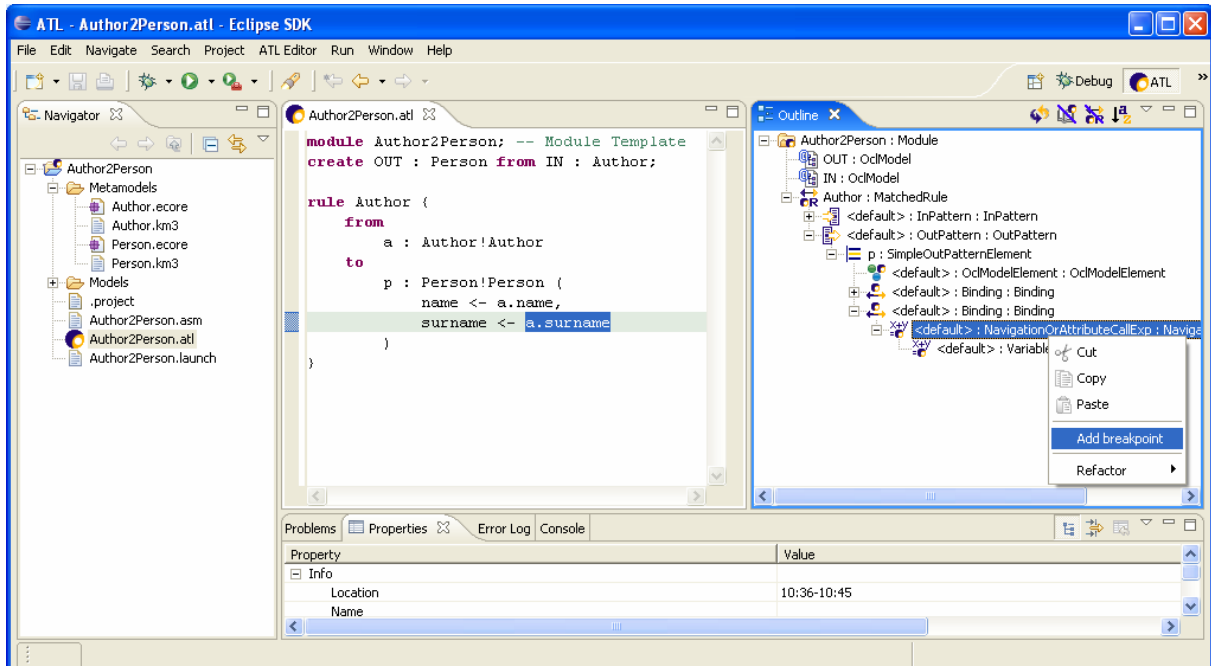 ATL - Author2Person.atl - Eclipse SDK
File Edit Navigate Search Project ATL Editor Run Window Help
Debug ATL »
Navigator
Author2Person
Metamodels
Author.ecore
Author.km3
Person.ecore
Person.km3
Models
.project
Author2Person.asm
Author2Person.atl
Author2Person.launch
Author2Person.atl
module Author2Person; -- Module Template
create OUT : Person from IN : Author;
rule Author {
from
a : Author!Author
to
p : Person!Person (
name <- a.name,
surname <- a.surname
)
}
Outline
Author2Person : Module
OUT : OclModel
IN : OclModel
Author : MatchedRule
<default> : InPattern : InPattern
<default> : OutPattern : OutPattern
p : SimpleOutPatternElement
<default> : OclModelElement : OclModelElement
<default> : Binding : Binding
<default> : Binding : Binding
<default> : NavigationOrAttributeCallExp : Naviga
<default> : Variable
Cut
Copy
Paste
Add breakpoint
Refactor
Problems Properties Error Log Console
Property Value
Info
Location 10:36-10:45
Name